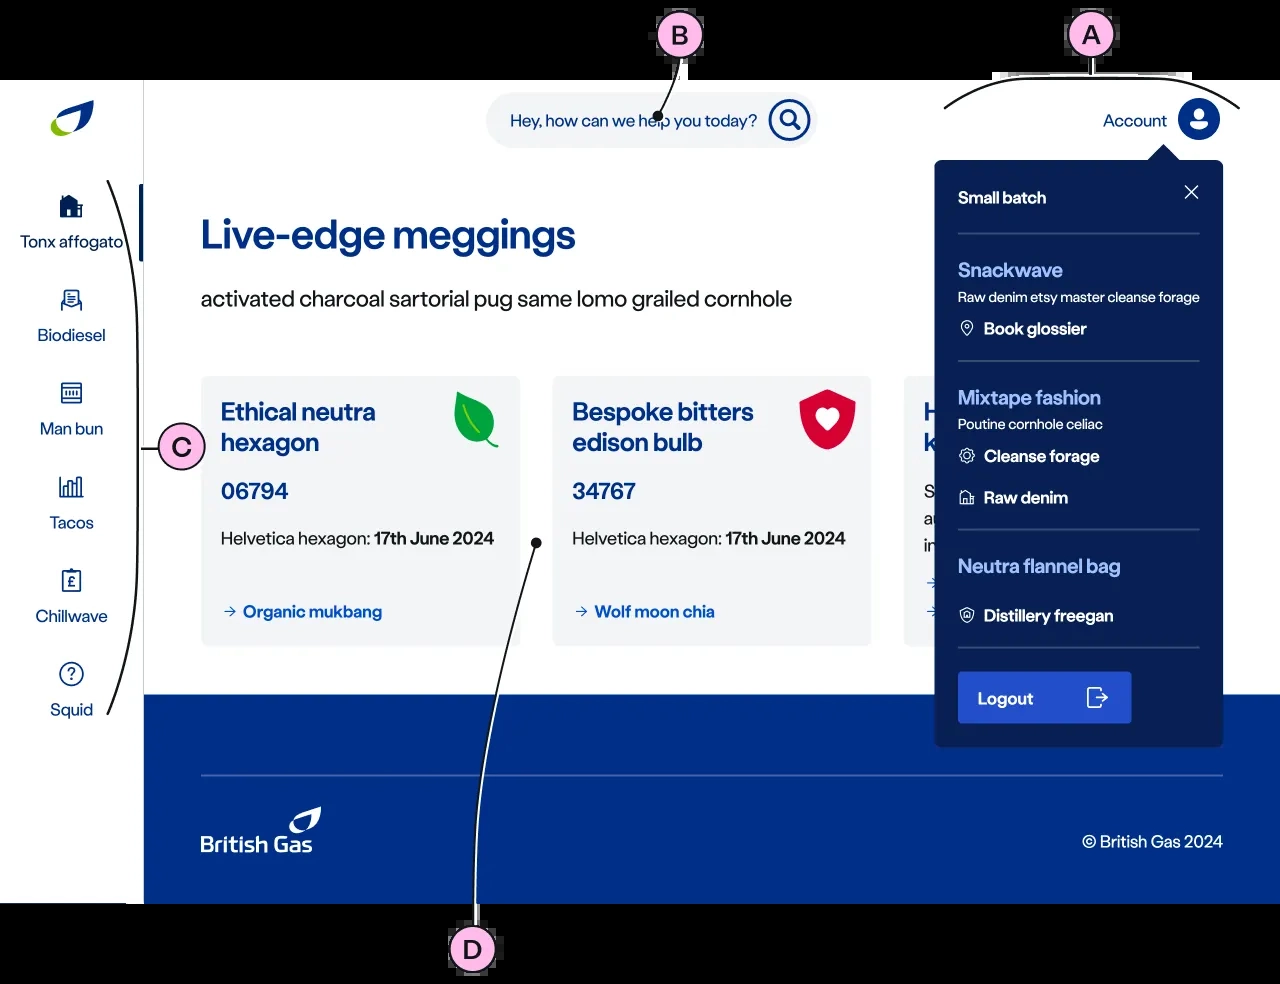 B
A
Hey, how can we help you today?
Account
Tonx affogato
Biodiesel
Man bun
Tacos
Chillwave
£
?
Squid
C
Live-edge meggings
activated charcoal sartorial pug same lomo grailed cornhole
Ethical neutra
hexagon
06794
Helvetica hexagon: 17th June 2024
→ Organic mukbang
Bespoke bitters
edison bulb
34767
Helvetica hexagon: 17th June 2024
→ Wolf moon chia
Small batch
Snackwave
Raw denim etsy master cleanse forage
Book glossier
Mixtape fashion
Poutine cornhole celiac
Cleanse forage
Raw denim
Neutra flannel bag
Distillery freegan
Logout
British Gas
© British Gas 2024
D